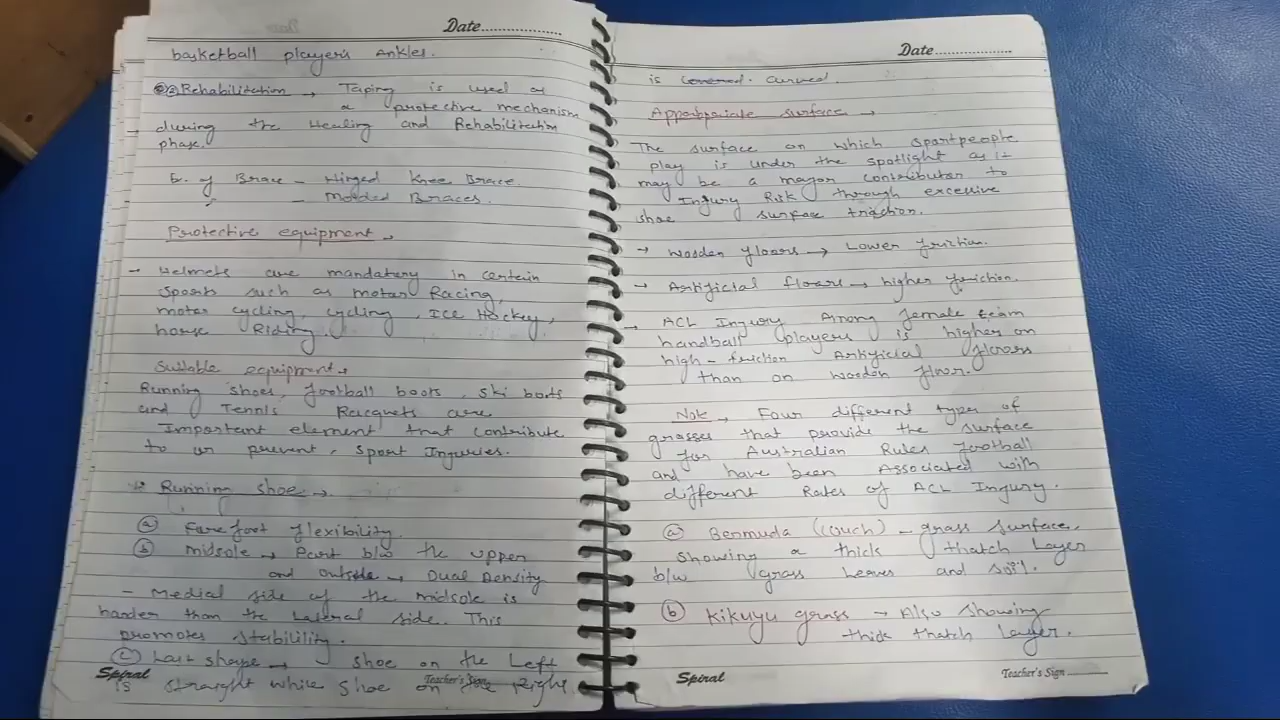 Date
basketball player's Ankles.
② Rehabilitation → Taping is used as
a protective mechanism
→ during the Healing and Rehabilitation
phase.
E. of Brace - Hinged Knee Brace.
- Molded Braces.
Protective equipment
→ Helmets are mandatory in certain
sports such as motor Racing,
motor cycling, cycling, Ice Hockey,
horse Riding.
Suitable equipment →
Running shoes, football boots, ski boots
and Tennis Racquets are
Important element that contribute
to or prevent, sport Injuries.
* Running shoe →
ⓐ Forefoot flexibility.
ⓑ midsole → Part b/w the upper
and outsole → Dual Density
- Medial side of the midsole is
harder than the Lateral side. This
promotes stability.
ⓒ Last shape → shoe on the Left
is straight while shoe on the Right
Spiral
Teacher's Sign
Date
is curved.
Appropriate surface →
The surface on which sportpeople
play is under the spotlight as it
may be a major contributor to
Injury Risk through excessive
shoe surface traction.
→ wooden floors → Lower friction.
→ Artificial floors → higher friction.
→ ACL Injury Among female team
handball players is higher on
high-friction Artificial floors
than on wooden floor.
Note → Four different types of
grasses that provide the surface
for Australian Rules football
and have been Associated with
different Rates of ACL Injury.
ⓐ Bermuda (couch) - grass surface,
showing a thick thatch Layer
b/w grass Leaves and soil.
ⓑ Kikuyu grass → Also showing
thick thatch Layer.
Spiral
Teacher's Sign